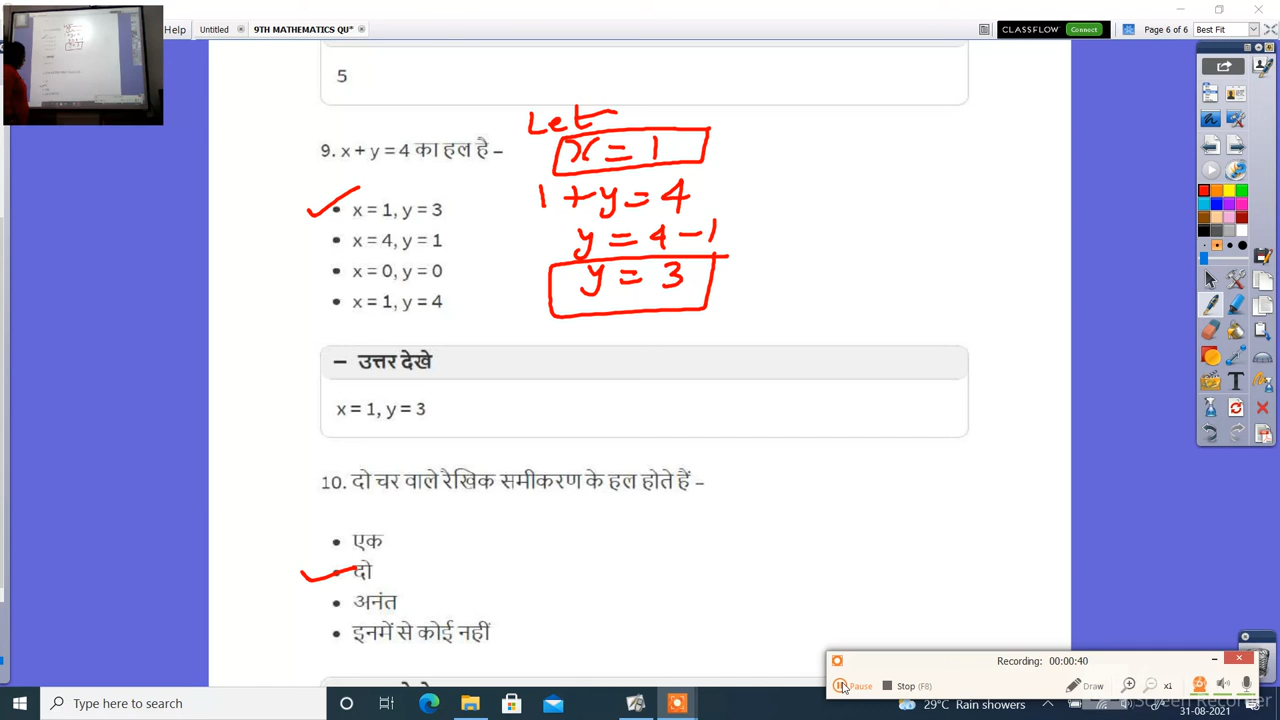 Help
Untitled
9TH MATHEMATICS QU*
CLASSFLOW
Connect
Page 6 of 6
Best Fit
5
Let
x = 1
9. x + y = 4 का हल है –
1 + y = 4
x = 1, y = 3
y = 4 - 1
x = 4, y = 1
y = 3
x = 0, y = 0
x = 1, y = 4
– उत्तर देखे
x = 1, y = 3
10. दो चर वाले रैखिक समीकरण के हल होते हैं –
एक
दो
अनंत
इनमें से कोई नहीं
Recording: 00:00:40
Pause
Stop (F8)
Draw
x1
Type here to search
29°C Rain showers
31-08-2021